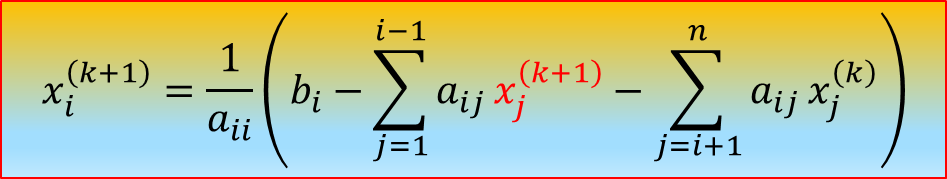 x_i^{(k+1)} = \frac{1}{a_{ii}} \left( b_i - \sum_{j=1}^{i-1} a_{ij} x_j^{(k+1)} - \sum_{j=i+1}^{n} a_{ij} x_j^{(k)} \right)